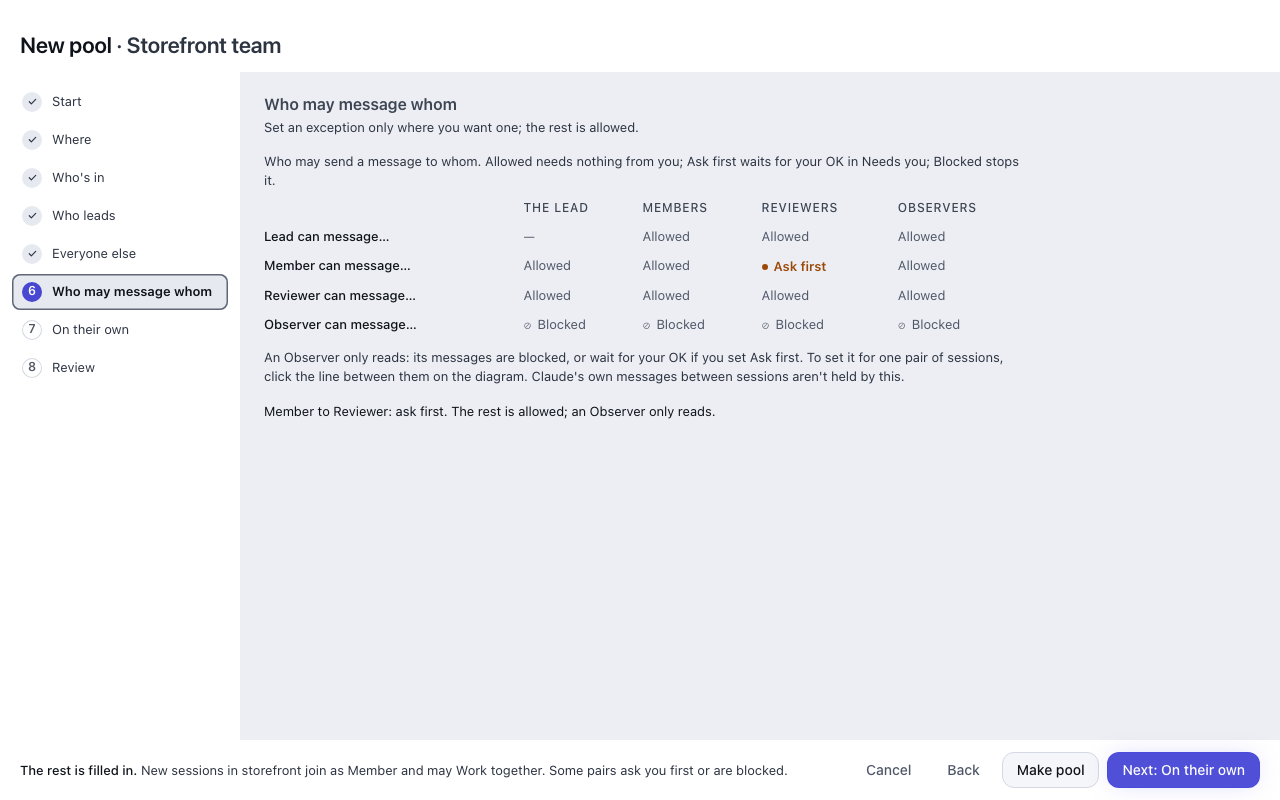 New pool · Storefront team
Start
Where
Who's in
Who leads
Everyone else
6 Who may message whom
7 On their own
8 Review
Who may message whom
Set an exception only where you want one; the rest is allowed.
Who may send a message to whom. Allowed needs nothing from you; Ask first waits for your OK in Needs you; Blocked stops
it.
THE LEAD MEMBERS REVIEWERS OBSERVERS
Lead can message... — Allowed Allowed Allowed
Member can message... Allowed Allowed Ask first Allowed
Reviewer can message... Allowed Allowed Allowed Allowed
Observer can message... Blocked Blocked Blocked Blocked
An Observer only reads: its messages are blocked, or wait for your OK if you set Ask first. To set it for one pair of sessions,
click the line between them on the diagram. Claude's own messages between sessions aren't held by this.
Member to Reviewer: ask first. The rest is allowed; an Observer only reads.
The rest is filled in. New sessions in storefront join as Member and may Work together. Some pairs ask you first or are blocked.
Cancel Back Make pool Next: On their own